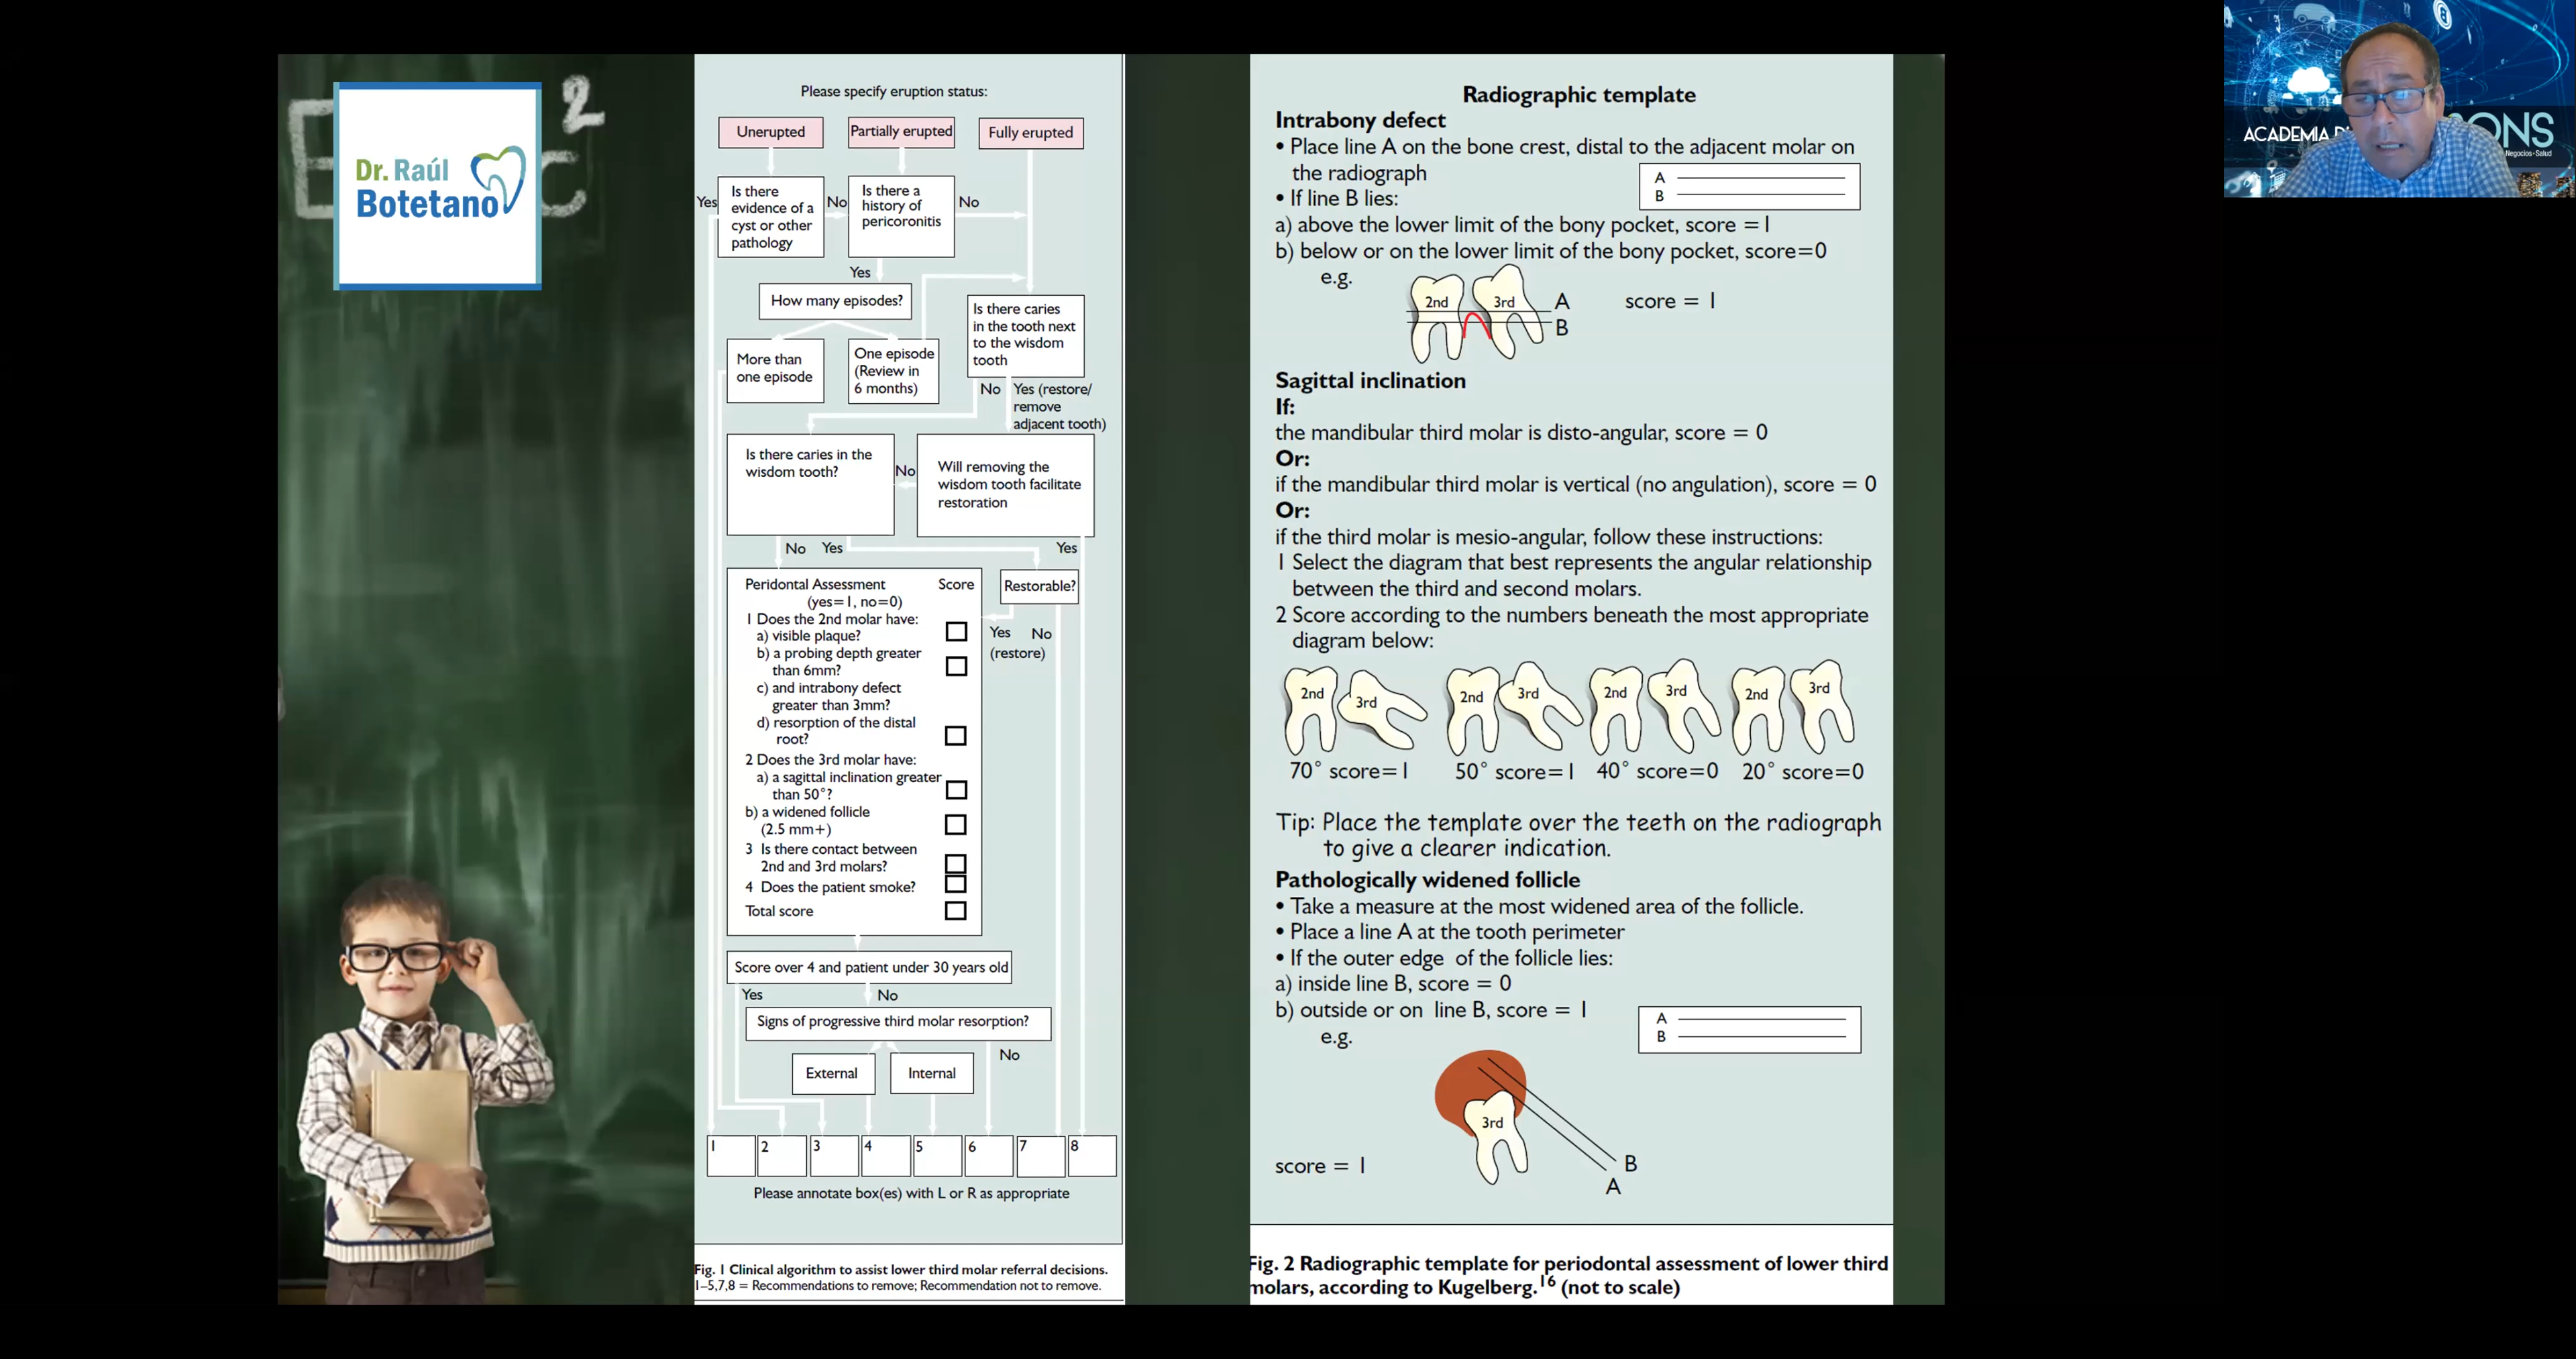 E 2
C
Dr. Raúl
Botetano
Please specify eruption status:
Unerupted
Partially erupted
Fully erupted
Is there
evidence of a
cyst or other
pathology
Yes
No
Is there a
history of
pericoronitis
No
Yes
How many episodes?
More than
one episode
One episode
(Review in
6 months)
Is there caries
in the tooth next
to the wisdom
tooth
No
Yes (restore/
remove
adjacent tooth)
Is there caries in the
wisdom tooth?
No
Will removing the
wisdom tooth facilitate
restoration
No Yes
Yes
Restorable?
Yes No
(restore)
Peridontal Assessment Score
(yes=1, no=0)
1 Does the 2nd molar have:
a) visible plaque?
b) a probing depth greater
than 6mm?
c) and intrabony defect
greater than 3mm?
d) resorption of the distal
root?
2 Does the 3rd molar have:
a) a sagittal inclination greater
than 50°?
b) a widened follicle
(2.5 mm+)
3 Is there contact between
2nd and 3rd molars?
4 Does the patient smoke?
Total score
Score over 4 and patient under 30 years old
Yes
No
Signs of progressive third molar resorption?
No
External
Internal
1 2 3 4 5 6 7 8
Please annotate box(es) with L or R as appropriate
Fig. 1 Clinical algorithm to assist lower third molar referral decisions.
1–5,7,8 = Recommendations to remove; Recommendation not to remove.
Radiographic template
Intrabony defect
• Place line A on the bone crest, distal to the adjacent molar on
the radiograph
• If line B lies:
A
B
a) above the lower limit of the bony pocket, score =1
b) below or on the lower limit of the bony pocket, score=0
e.g.
2nd 3rd A
B
score = 1
Sagittal inclination
If:
the mandibular third molar is disto-angular, score = 0
Or:
if the mandibular third molar is vertical (no angulation), score = 0
Or:
if the third molar is mesio-angular, follow these instructions:
1 Select the diagram that best represents the angular relationship
between the third and second molars.
2 Score according to the numbers beneath the most appropriate
diagram below:
2nd 3rd 2nd 3rd 2nd 3rd 2nd 3rd
70° score=1 50° score=1 40° score=0 20° score=0
Tip: Place the template over the teeth on the radiograph
to give a clearer indication.
Pathologically widened follicle
• Take a measure at the most widened area of the follicle.
• Place a line A at the tooth perimeter
• If the outer edge of the follicle lies:
a) inside line B, score = 0
b) outside or on line B, score = 1
A
B
e.g.
3rd
score = 1
B
A
Fig. 2 Radiographic template for periodontal assessment of lower third
molars, according to Kugelberg.16 (not to scale)
ACADEMIA
ONS
Negocios-Salud